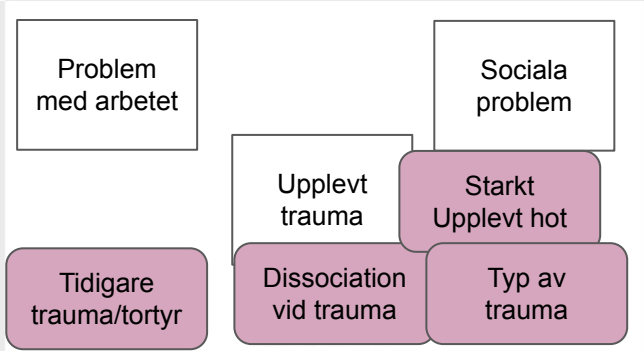 Problem
med arbetet
Sociala
problem
Upplevt
trauma
Starkt
Upplevt hot
Tidigare
trauma/tortyr
Dissociation
vid trauma
Typ av
trauma